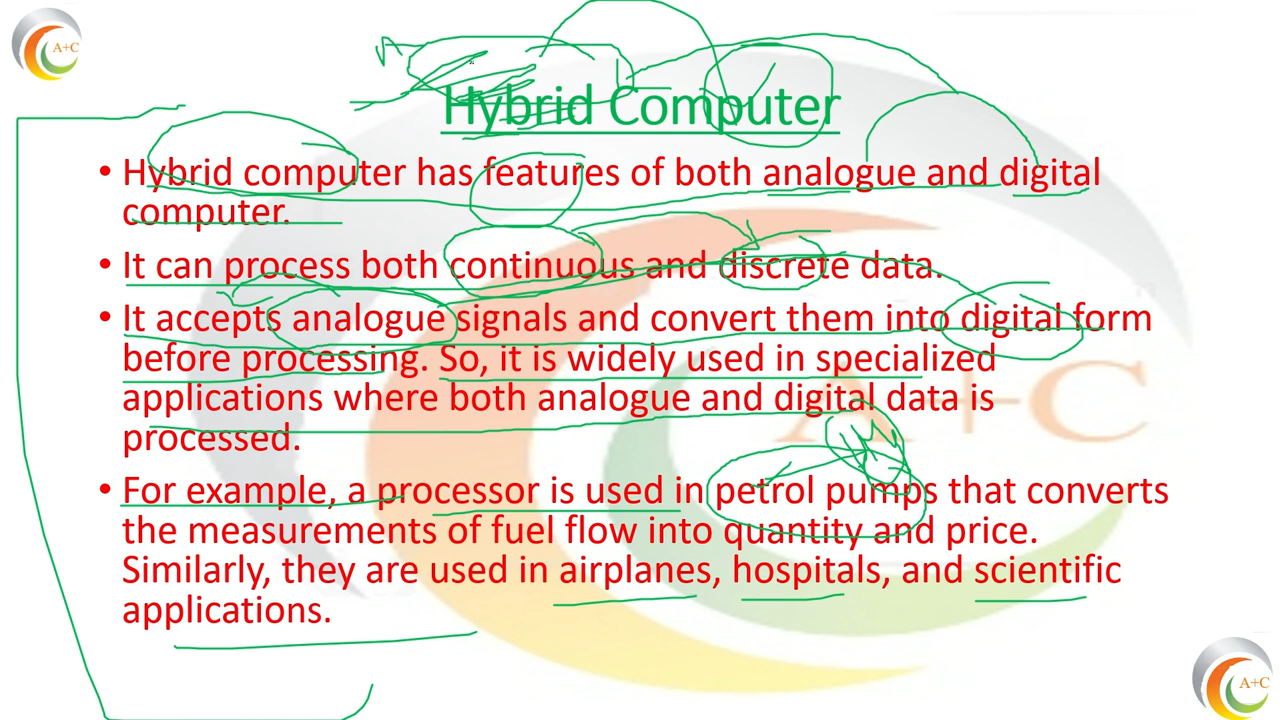 A+C
Hybrid Computer
• Hybrid computer has features of both analogue and digital
computer.
• It can process both continuous and discrete data.
• It accepts analogue signals and convert them into digital form
before processing. So, it is widely used in specialized
applications where both analogue and digital data is
processed.
A+C
• For example, a processor is used in petrol pumps that converts
the measurements of fuel flow into quantity and price.
Similarly, they are used in airplanes, hospitals, and scientific
applications.
A+C